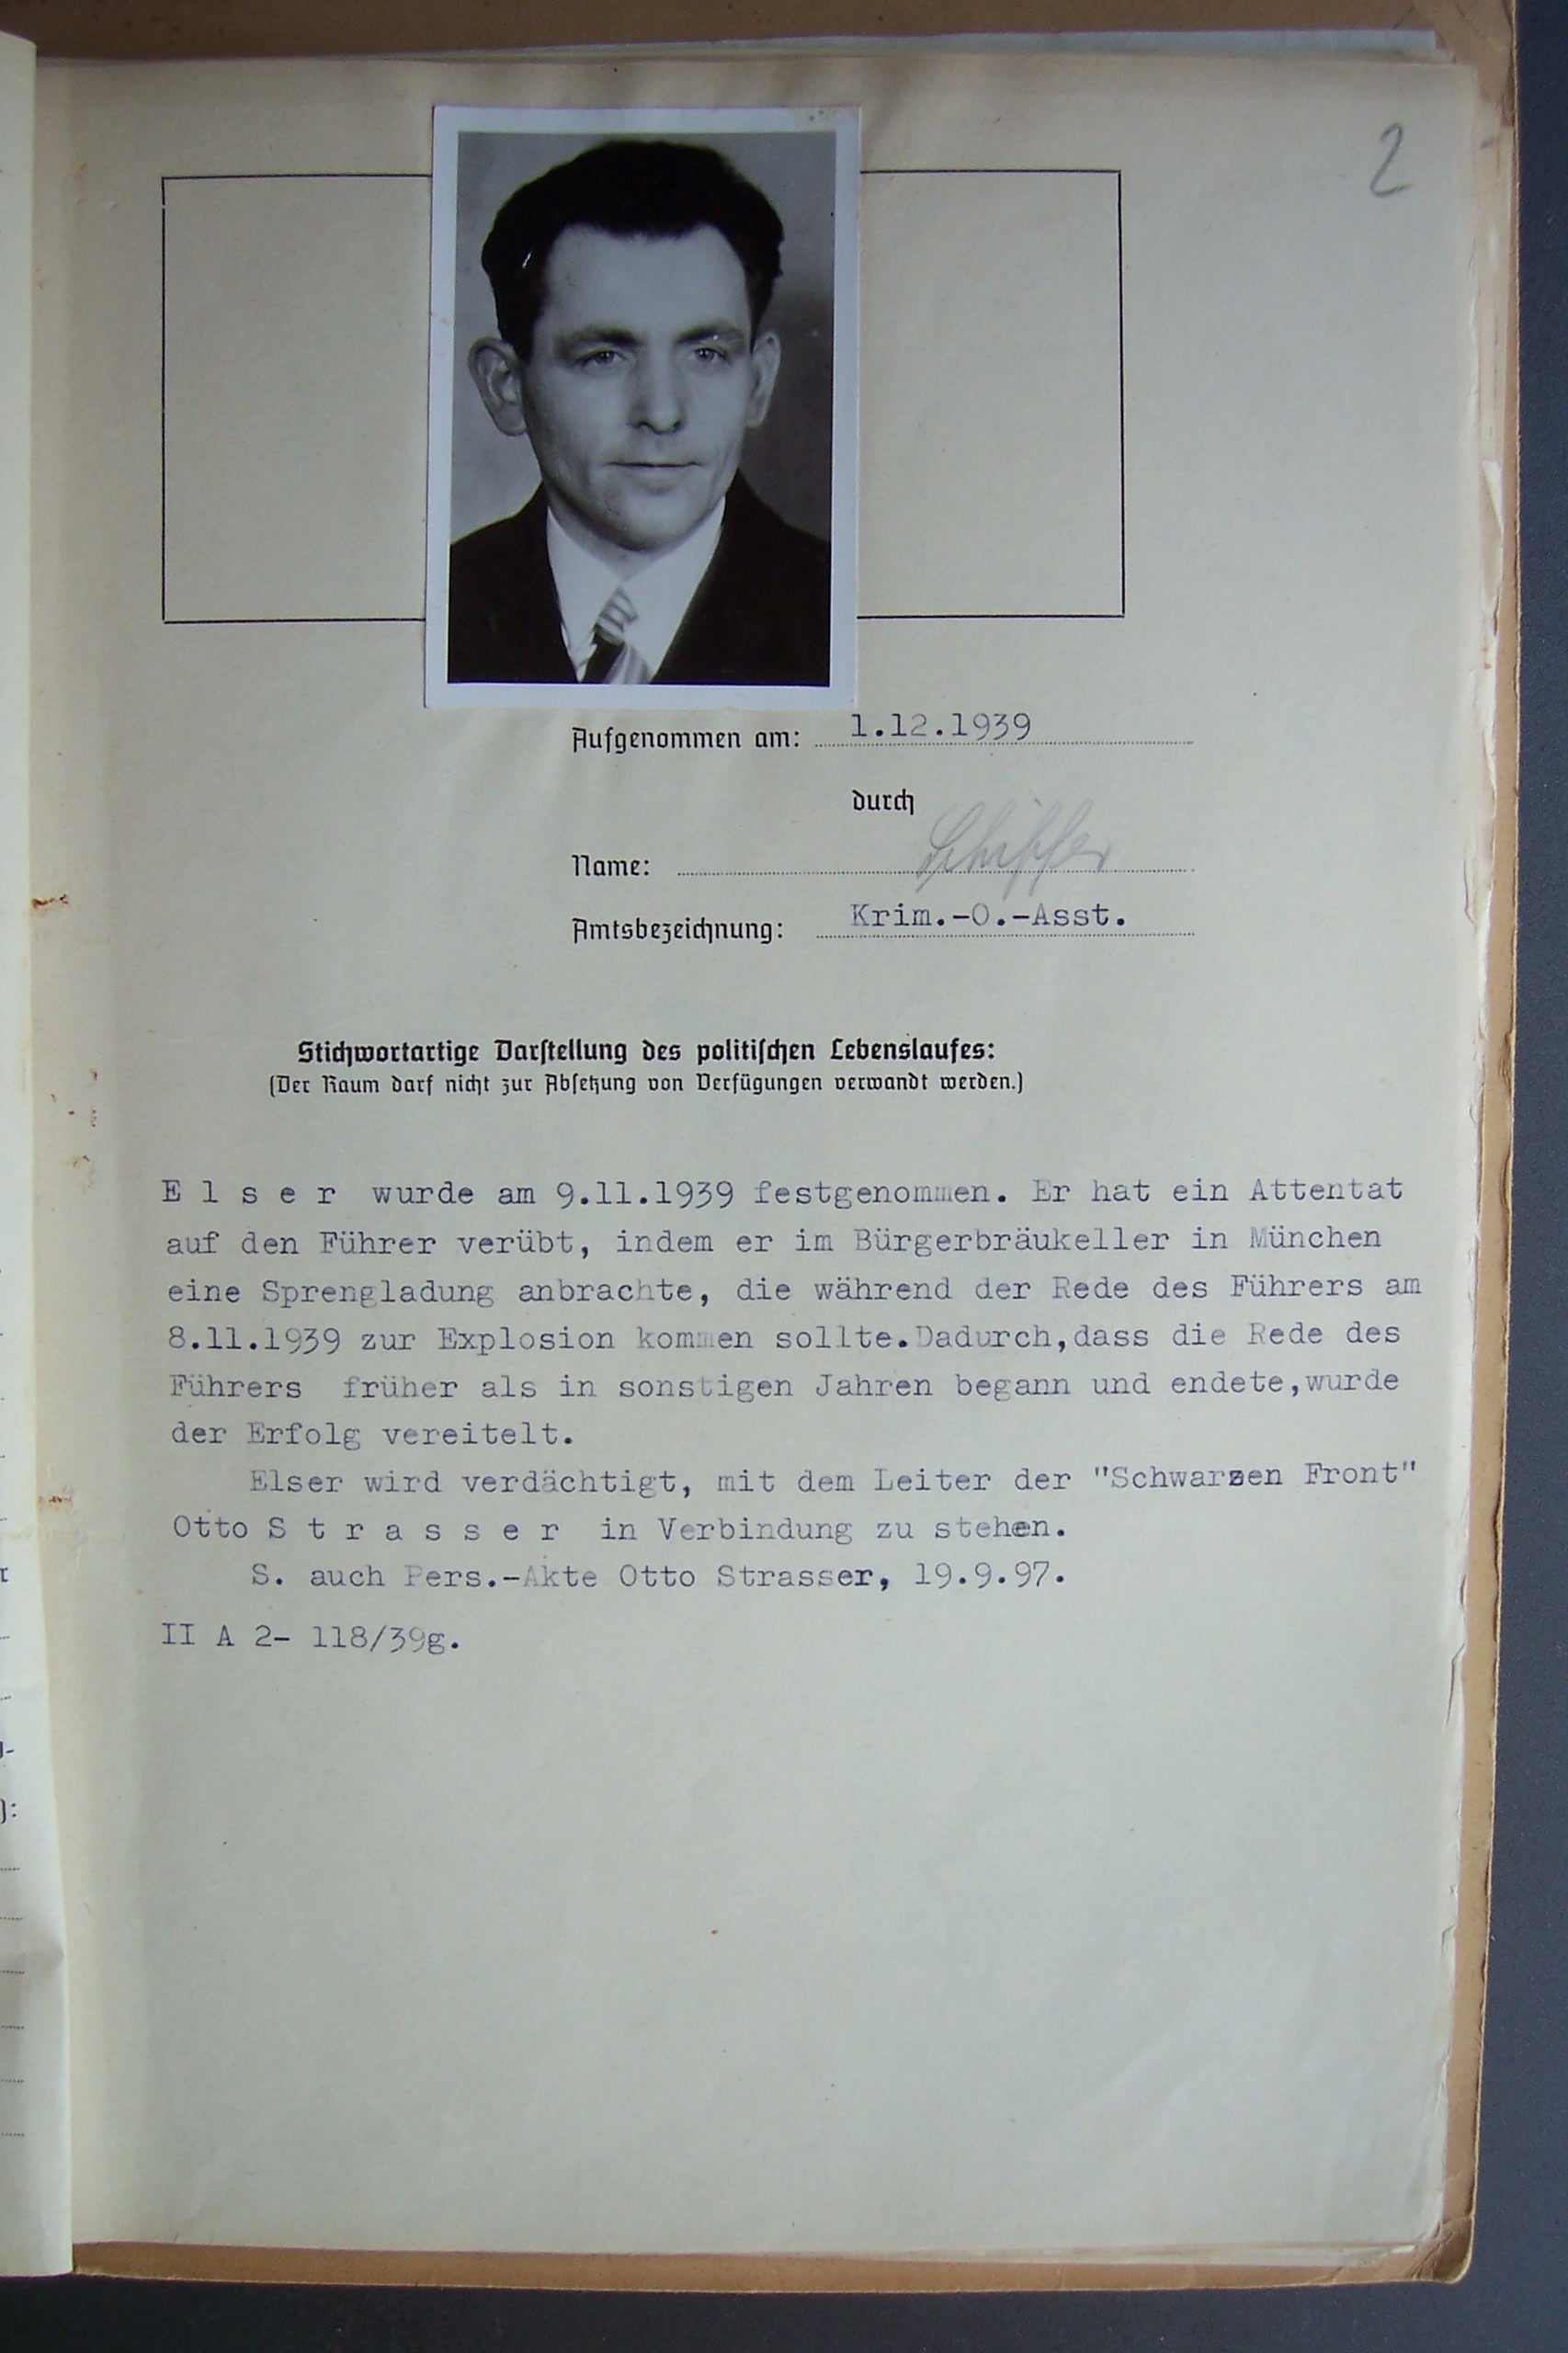 2
Aufgenommen am: 1.12.1939
durch
Name:
Amtsbezeichnung: Krim.-O.-Asst.
Stichwortartige Darstellung des politischen Lebenslaufes:
(Der Raum darf nicht zur Absetzung von Verfügungen verwandt werden.)
E l s e r wurde am 9.11.1939 festgenommen. Er hat ein Attentat
auf den Führer verübt, indem er im Bürgerbräukeller in München
eine Sprengladung anbrachte, die während der Rede des Führers am
8.11.1939 zur Explosion kommen sollte.Dadurch,dass die Rede des
Führers früher als in sonstigen Jahren begann und endete,wurde
der Erfolg vereitelt.
Elser wird verdächtigt, mit dem Leiter der "Schwarzen Front"
Otto S t r a s s e r in Verbindung zu stehen.
S. auch Pers.-Akte Otto Strasser, 19.9.97.
II A 2- 118/39g.